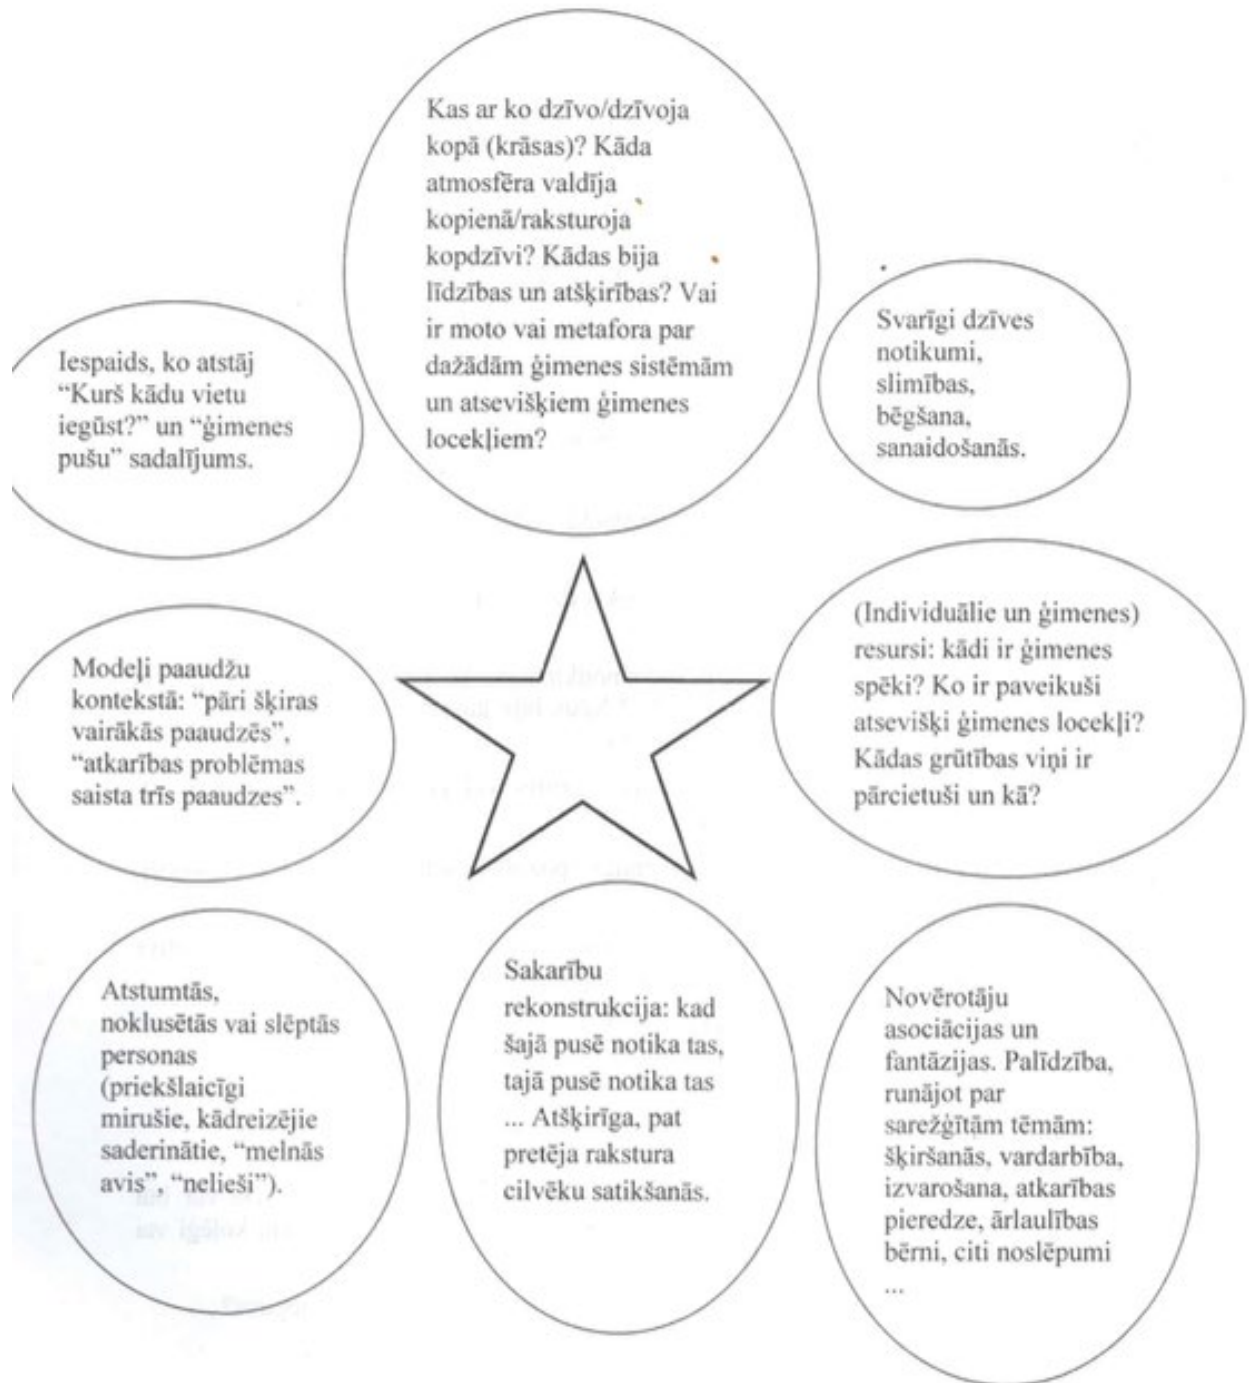 Kas ar ko dzīvo/dzīvoja
kopā (krāsas)? Kāda
atmosfēra valdīja
kopienā/raksturoja
kopdzīvi? Kādas bija
līdzības un atšķirības? Vai
ir moto vai metafora par
dažādām ģimenes sistēmām
un atsevišķiem ģimenes
locekļiem?
Iespaids, ko atstāj
“Kurš kādu vietu
iegūst?” un “ģimenes
pušu” sadalījums.
Svarīgi dzīves
notikumi,
slimības,
bēgšana,
sanaidošanās.
Modeļi paaudžu
kontekstā: “pāri šķiras
vairākās paaudzēs”,
“atkarības problēmas
saista trīs paaudzes”.
(Individuālie un ģimenes)
resursi: kādi ir ģimenes
spēki? Ko ir paveikuši
atsevišķi ģimenes locekļi?
Kādas grūtības viņi ir
pārcietuši un kā?
Atstumtās,
noklusētās vai slēptās
personas
(priekšlaicīgi
mirušie, kādreizējie
saderinātie, “melnās
avis”, “nelieši”).
Sakarību
rekonstrukcija: kad
šajā pusē notika tas,
tajā pusē notika tas
... Atšķirīga, pat
pretēja rakstura
cilvēku satikšanās.
Novērotāju
asociācijas un
fantāzijas. Palīdzība,
runājot par
sarežģītām tēmām:
šķiršanās, vardarbība,
izvarošana, atkarības
pieredze, ārlaulības
bērni, citi noslēpumi
...